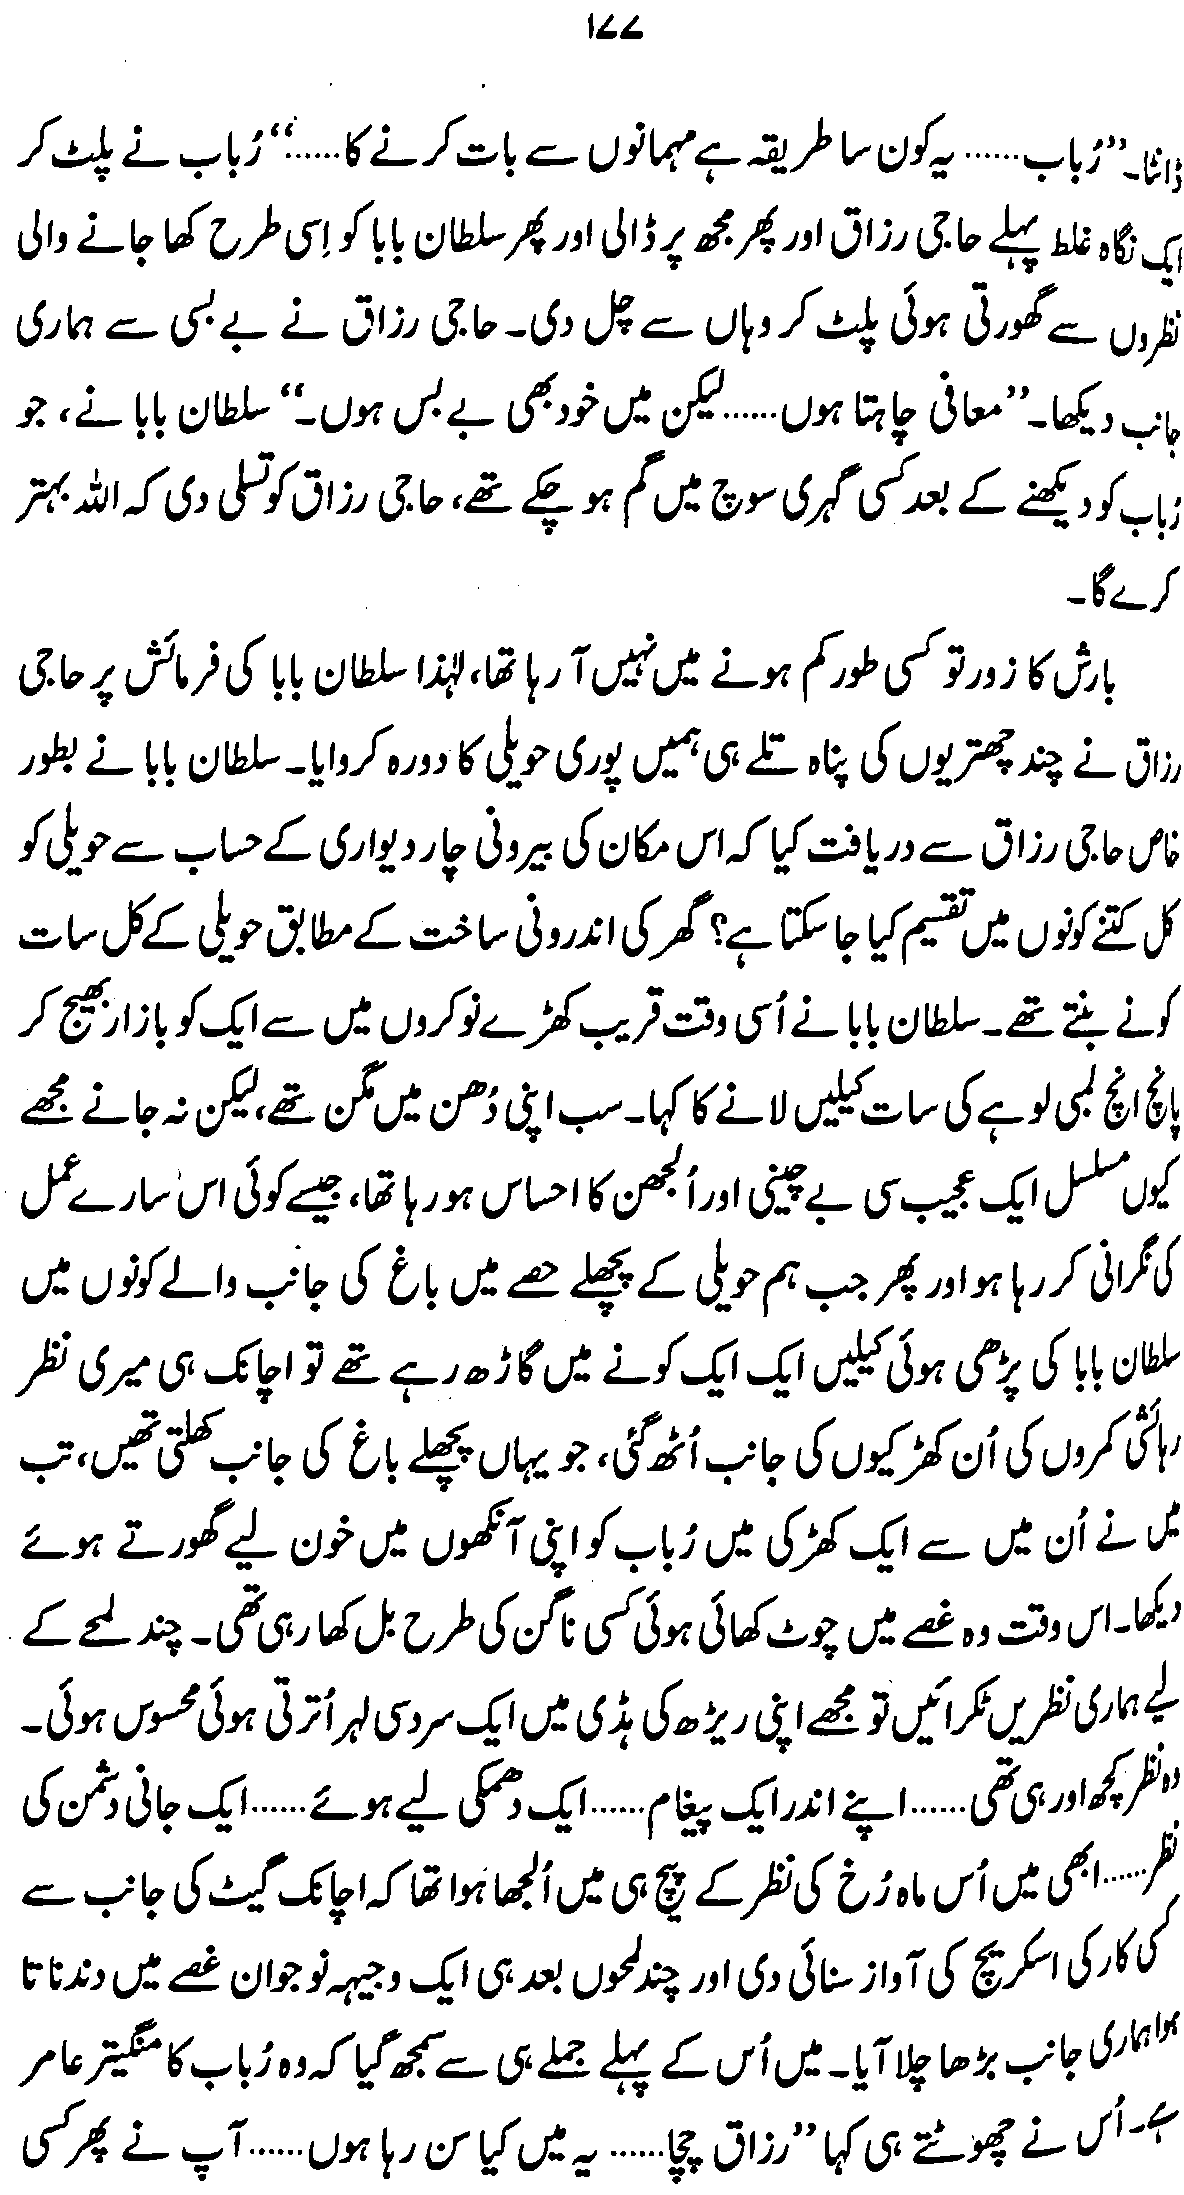 ۱۷۷
ڈانٹا۔ ”رُباب...... یہ کون سا طریقہ ہے مہمانوں سے بات کرنے کا......“ رُباب نے پلٹ کر
ایک نگاہ غلط پہلے حاجی رزاق اور پھر مجھ پر ڈالی اور پھر سلطان بابا کو اِسی طرح کھا جانے والی
نظروں سے گھورتی ہوئی پلٹ کر وہاں سے چل دی۔ حاجی رزاق نے بے بسی سے ہماری
جانب دیکھا۔ ”معافی چاہتا ہوں...... لیکن میں خود بھی بے بس ہوں۔“ سلطان بابا نے، جو
رُباب کو دیکھنے کے بعد کسی گہری سوچ میں گم ہو چکے تھے، حاجی رزاق کو تسلی دی کہ اللہ بہتر
کرے گا۔
بارش کا زور تو کسی طور کم ہونے میں نہیں آ رہا تھا، لہٰذا سلطان بابا کی فرمائش پر حاجی
رزاق نے چند چھتریوں کی پناہ تلے ہی ہمیں پوری حویلی کا دورہ کروایا۔ سلطان بابا نے بطور
خاص حاجی رزاق سے دریافت کیا کہ اس مکان کی بیرونی چار دیواری کے حساب سے حویلی کو
کل کتنے کونوں میں تقسیم کیا جا سکتا ہے؟ گھر کی اندرونی ساخت کے مطابق حویلی کے کل سات
کونے بنتے تھے۔ سلطان بابا نے اُسی وقت قریب کھڑے نوکروں میں سے ایک کو بازار بھیج کر
پانچ انچ لمبی لوہے کی سات کیلیں لانے کا کہا۔ سب اپنی دُھن میں مگن تھے، لیکن نہ جانے مجھے
کیوں مسلسل ایک عجیب سی بے چینی اور اُلجھن کا احساس ہو رہا تھا، جیسے کوئی اس سارے عمل
کی نگرانی کر رہا ہو اور پھر جب ہم حویلی کے پچھلے حصے میں باغ کی جانب والے کونوں میں
سلطان بابا کی پڑھی ہوئی کیلیں ایک ایک کونے میں گاڑھ رہے تھے تو اچانک ہی میری نظر
رہائشی کمروں کی اُن کھڑکیوں کی جانب اُٹھ گئی، جو یہاں پچھلے باغ کی جانب کھلتی تھیں، تب
میں نے اُن میں سے ایک کھڑکی میں رُباب کو اپنی آنکھوں میں خون لیے گھورتے ہوئے
دیکھا۔ اس وقت وہ غصے میں چوٹ کھائی ہوئی کسی ناگن کی طرح بل کھا رہی تھی۔ چند لمحے کے
لیے ہماری نظریں ٹکرائیں تو مجھے اپنی ریڑھ کی ہڈی میں ایک سرد سی لہر اُترتی ہوئی محسوس ہوئی۔
وہ نظر کچھ اور ہی تھی...... اپنے اندر ایک پیغام...... ایک دھمکی لیے ہوئے...... ایک جانی دشمن کی
نظر...... ابھی میں اُس ماہ رُخ کی نظر کے پیچ ہی میں اُلجھا ہوا تھا کہ اچانک گیٹ کی جانب سے
کسی کار کی اسکریچ کی آواز سنائی دی اور چند لمحوں بعد ہی ایک وجیہہ نوجوان غصے میں دندناتا
ہوا ہماری جانب بڑھا چلا آیا۔ میں اُس کے پہلے جملے ہی سے سمجھ گیا کہ وہ رُباب کا منگیتر عامر
ہے۔ اُس نے چھوٹتے ہی کہا ”رزاق چچا...... یہ میں کیا سن رہا ہوں...... آپ نے پھر کسی